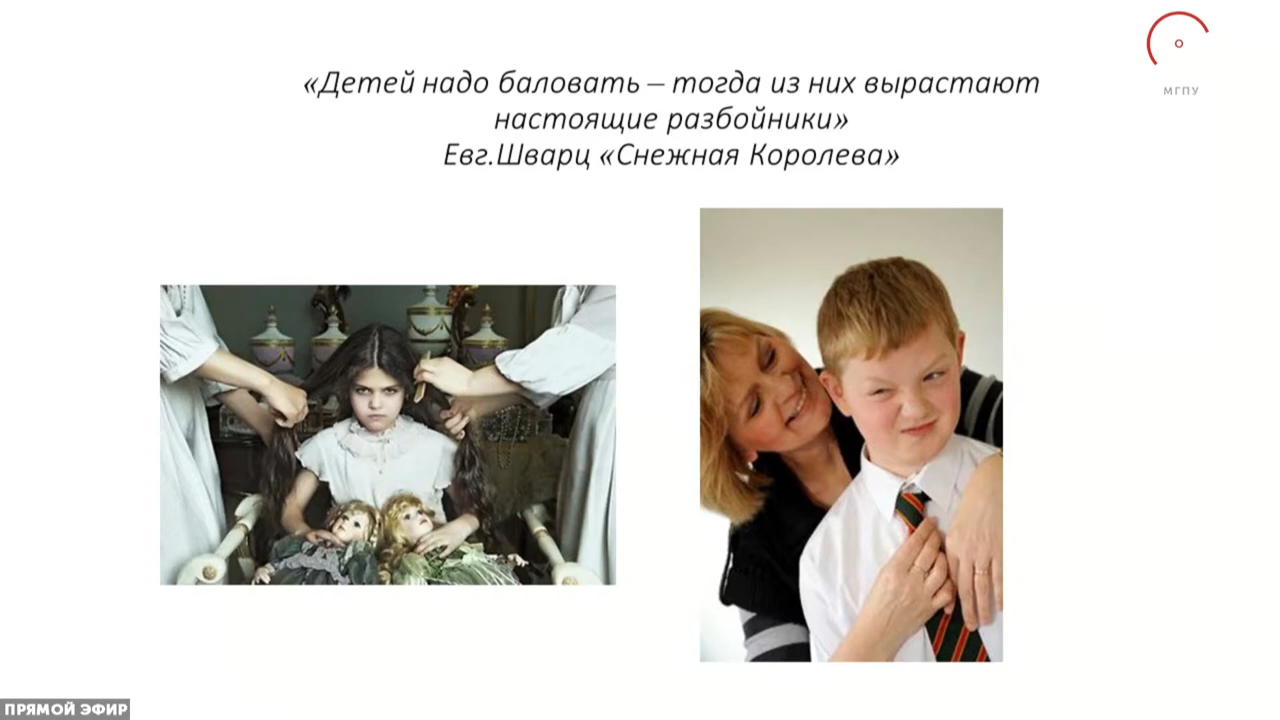 МГПУ
«Детей надо баловать – тогда из них вырастают
настоящие разбойники»
Евг.Шварц «Снежная Королева»
ПРЯМОЙ ЭФИР